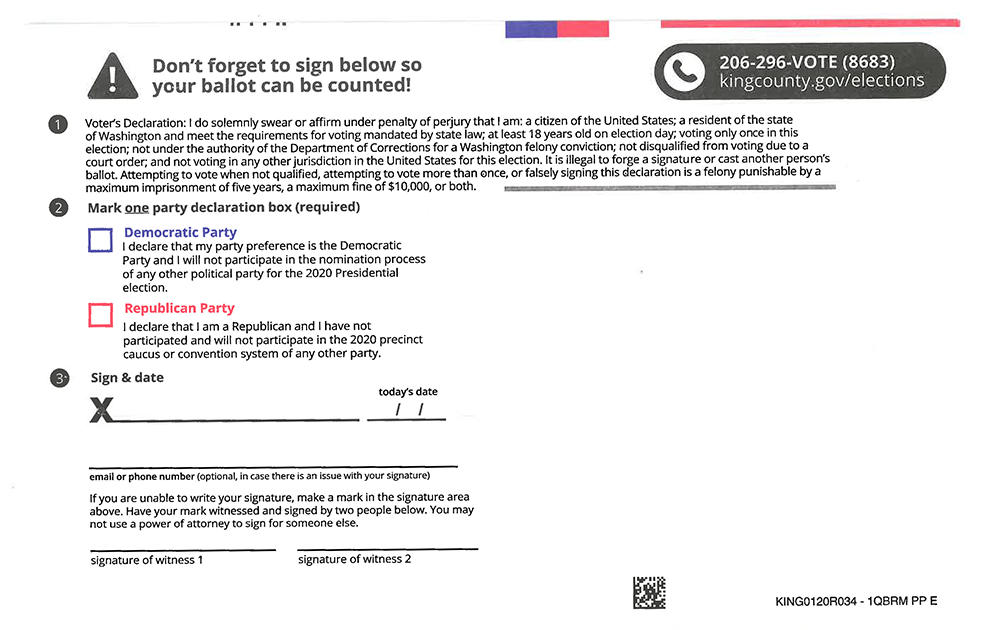 Don't forget to sign below so
your ballot can be counted!
206-296-VOTE (8683)
kingcounty.gov/elections
1
Voter's Declaration: I do solemnly swear or affirm under penalty of perjury that I am: a citizen of the United States; a resident of the state
of Washington and meet the requirements for voting mandated by state law; at least 18 years old on election day; voting only once in this
election; not under the authority of the Department of Corrections for a Washington felony conviction; not disqualified from voting due to a
court order; and not voting in any other jurisdiction in the United States for this election. It is illegal to forge a signature or cast another person's
ballot. Attempting to vote when not qualified, attempting to vote more than once, or falsely signing this declaration is a felony punishable by a
maximum imprisonment of five years, a maximum fine of $10,000, or both.
2
Mark one party declaration box (required)
Democratic Party
I declare that my party preference is the Democratic
Party and I will not participate in the nomination process
of any other political party for the 2020 Presidential
election.
Republican Party
I declare that I am a Republican and I have not
participated and will not participate in the 2020 precinct
caucus or convention system of any other party.
3
Sign & date
today's date
X
/ /
email or phone number (optional, in case there is an issue with your signature)
If you are unable to write your signature, make a mark in the signature area
above. Have your mark witnessed and signed by two people below. You may
not use a power of attorney to sign for someone else.
signature of witness 1
signature of witness 2
KING0120R034 - 1QBRM PP E